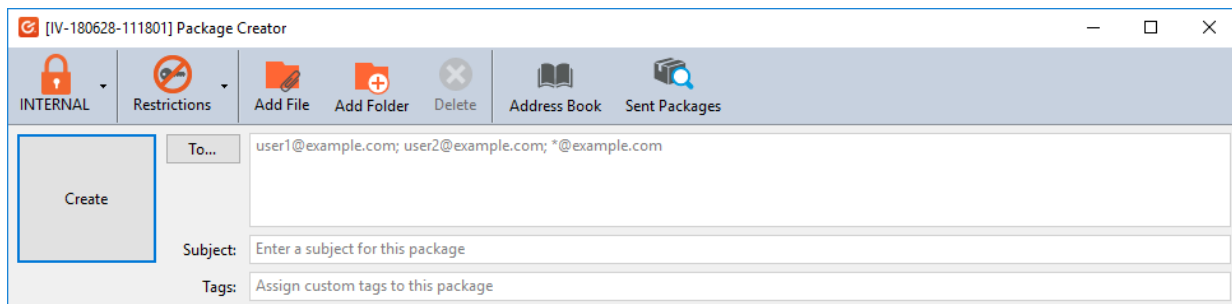 [IV-180628-111801] Package Creator
INTERNAL Restrictions Add File Add Folder Delete Address Book Sent Packages
Create To... user1@example.com; user2@example.com; *@example.com
Subject: Enter a subject for this package
Tags: Assign custom tags to this package